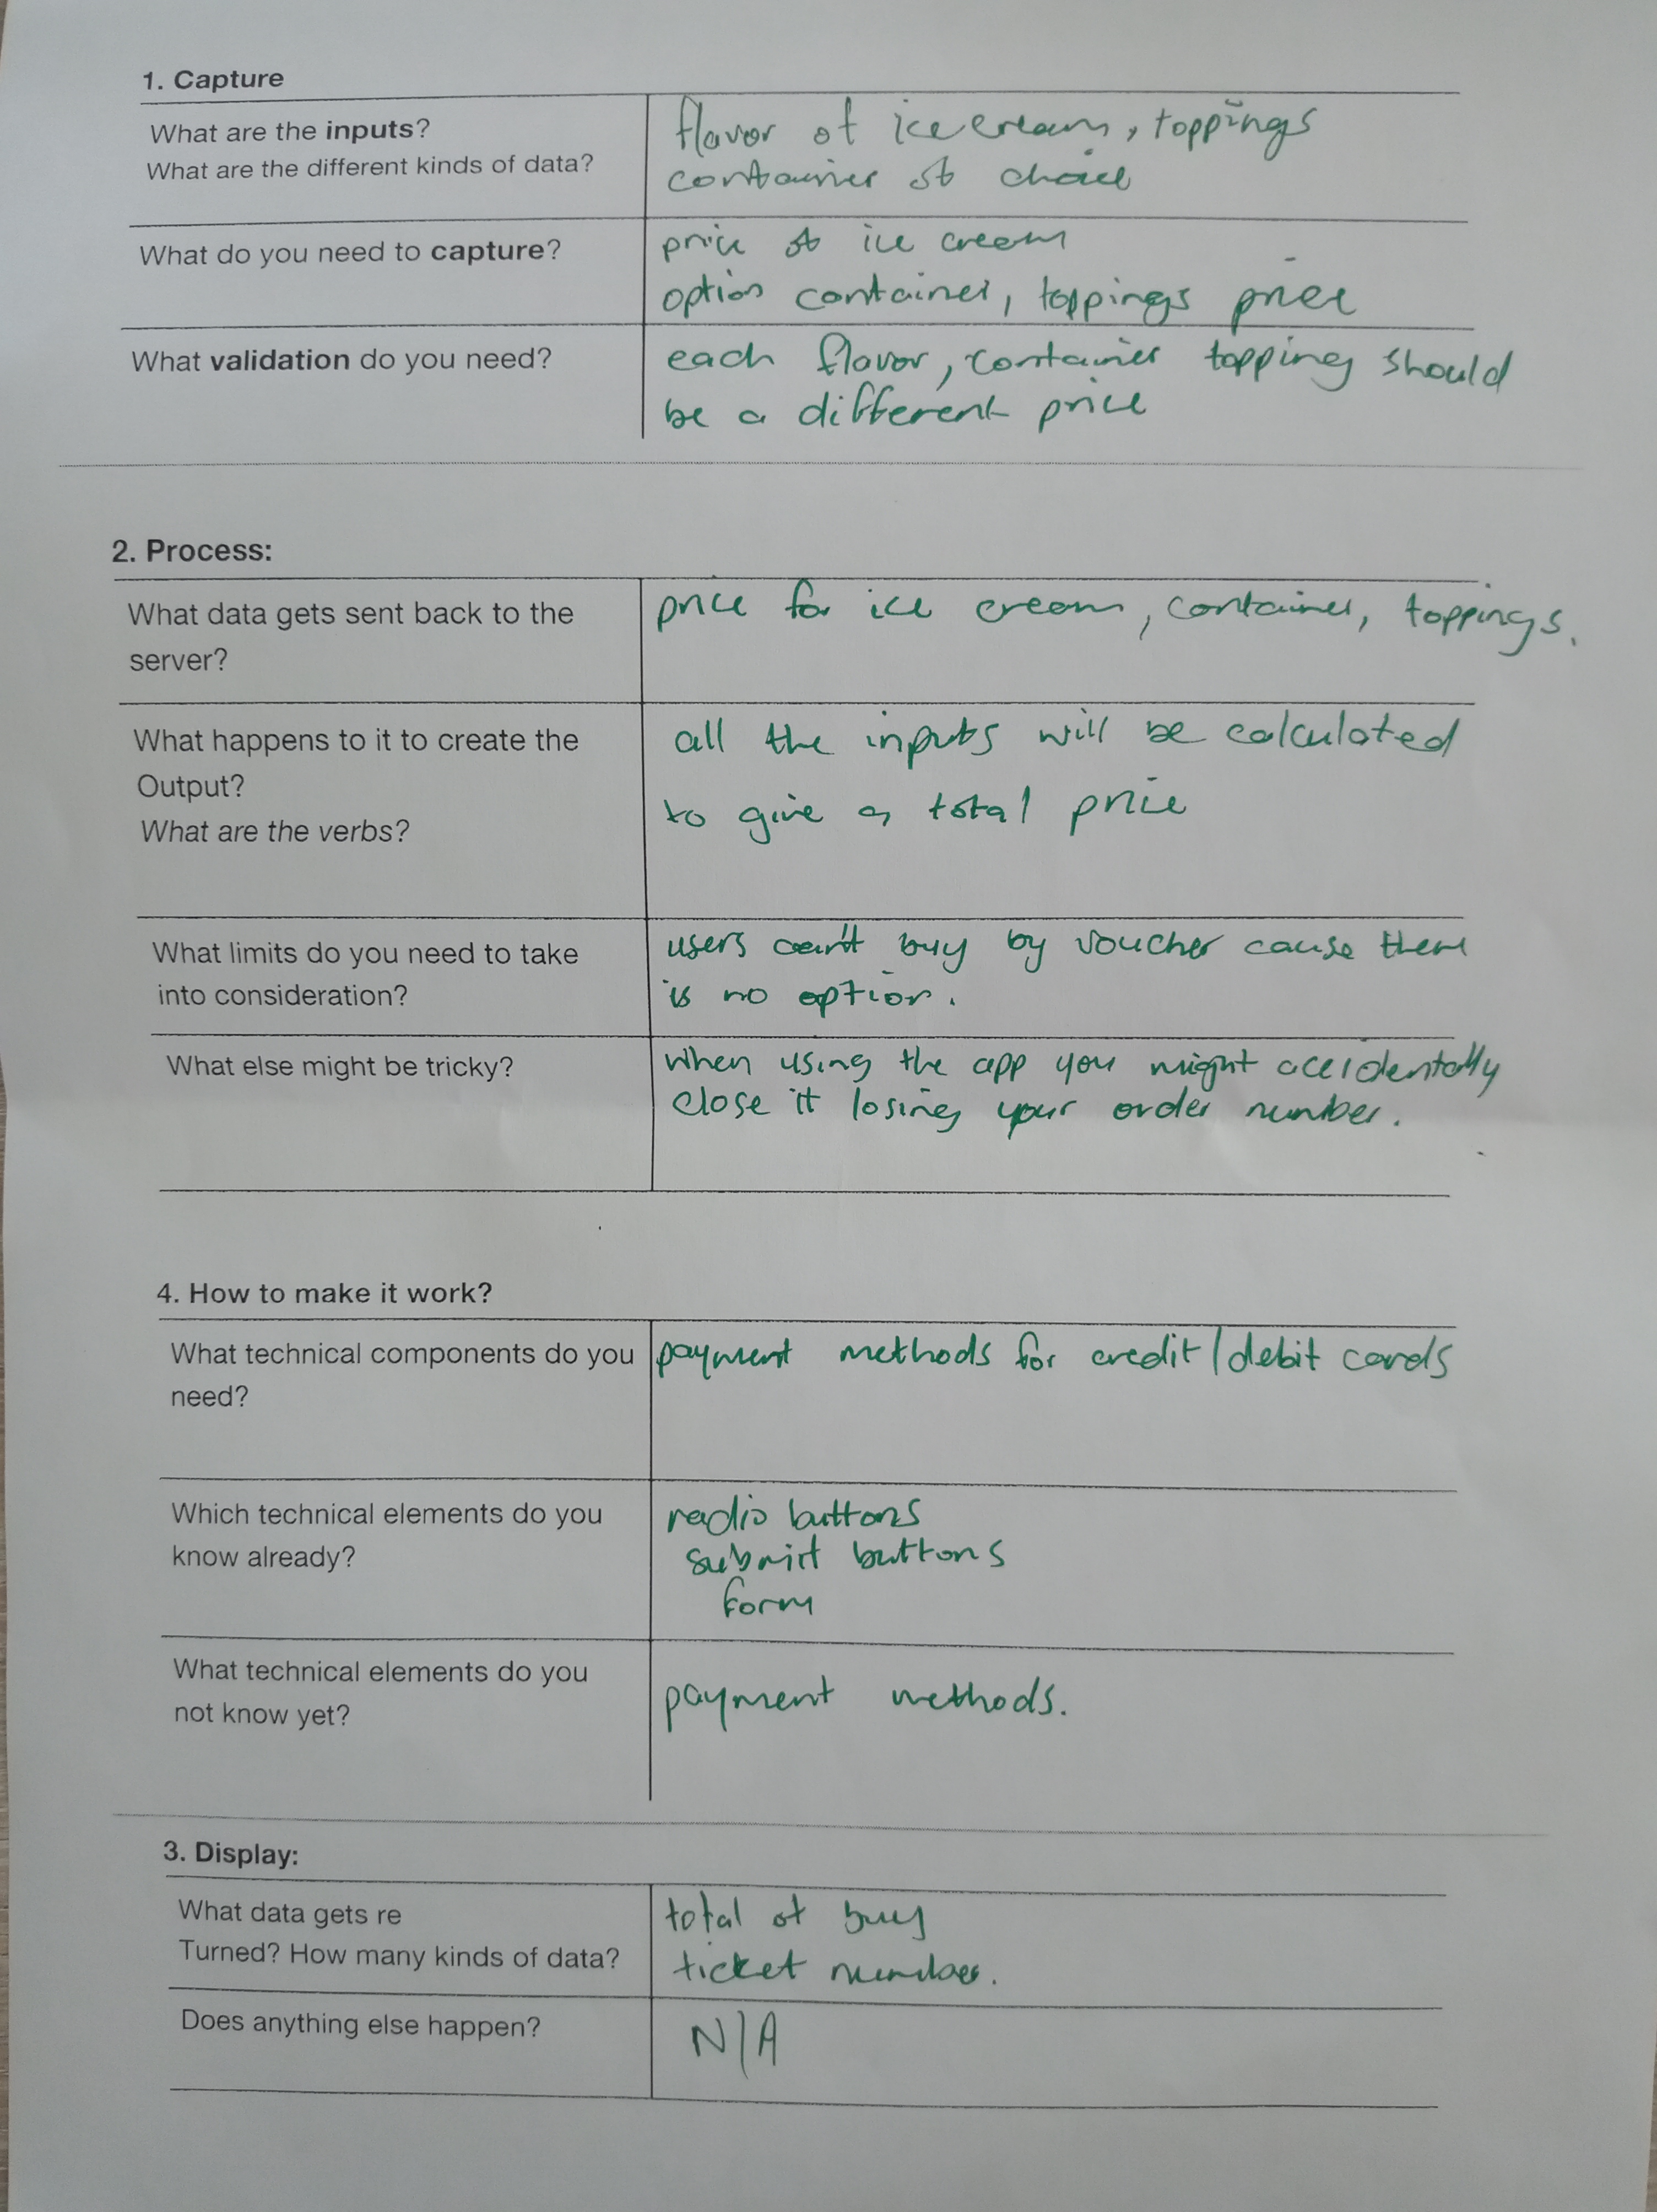 1. Capture
What are the inputs?
What are the different kinds of data?
flavor of ice cream, toppings
container of choice
What do you need to capture?
price of ice cream
option container, toppings price
What validation do you need?
each flavor, container topping should
be a different price
2. Process:
What data gets sent back to the
server?
price for ice cream, container, toppings.
What happens to it to create the
Output?
What are the verbs?
all the inputs will be calculated
to give a total price
What limits do you need to take
into consideration?
users can't buy by voucher cause there
is no option.
What else might be tricky?
when using the app you might accidentally
close it losing your order number.
4. How to make it work?
What technical components do you
need?
payment methods for credit/debit cards
Which technical elements do you
know already?
radio buttons
submit buttons
form
What technical elements do you
not know yet?
payment methods.
3. Display:
What data gets re
Turned? How many kinds of data?
total of buy
ticket number.
Does anything else happen?
N/A